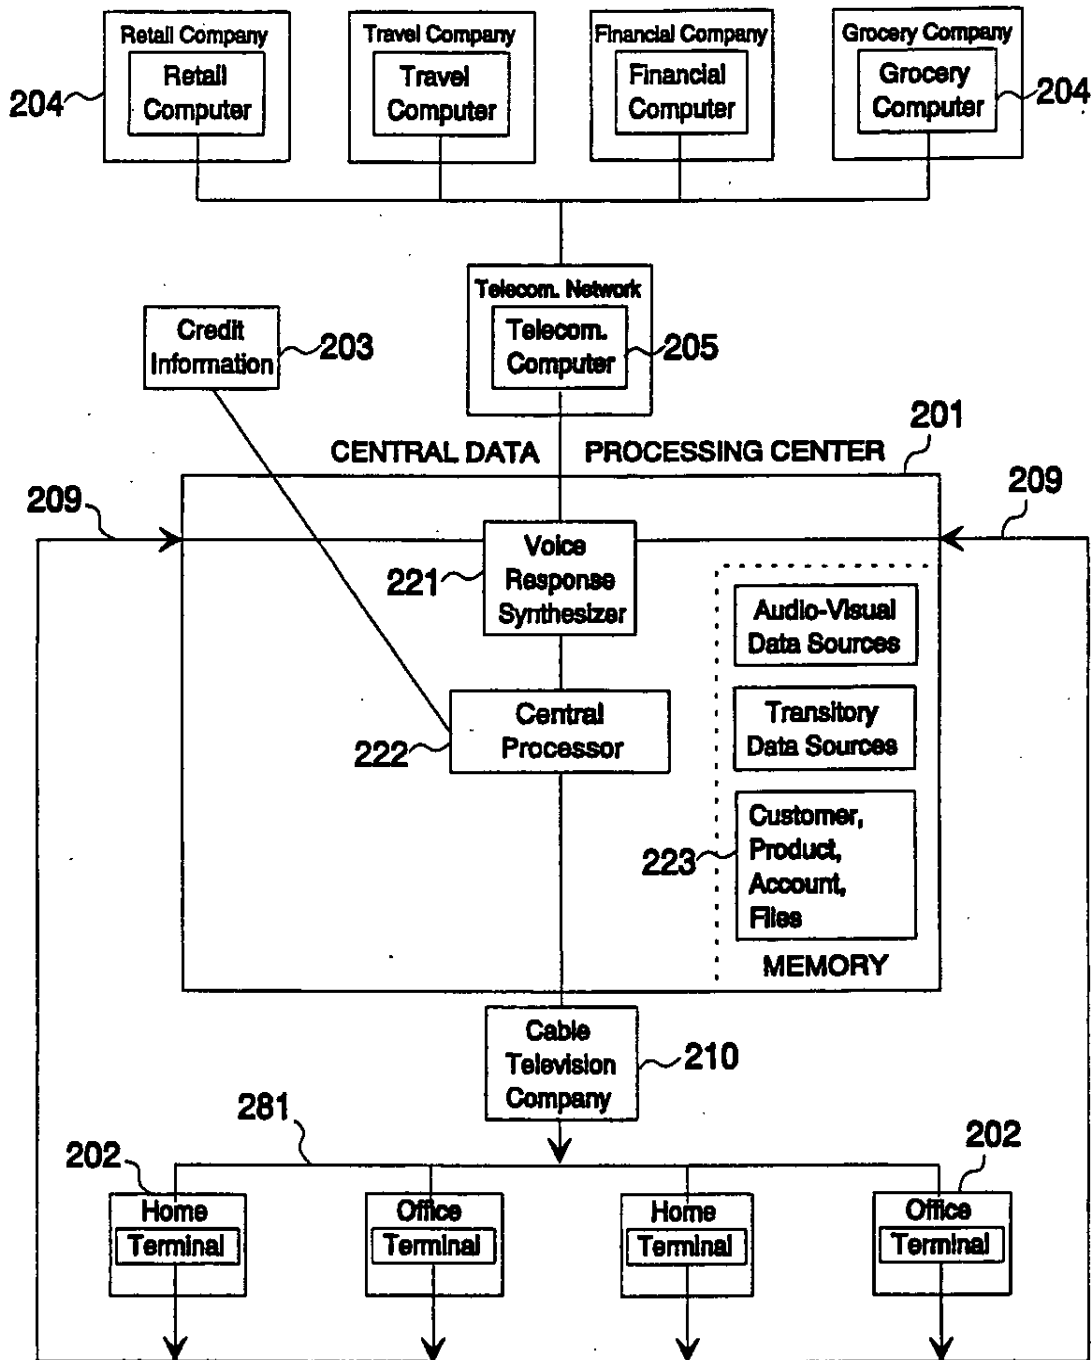 Retail Company
Retail
Computer
204
Travel Company
Travel
Computer
Financial Company
Financial
Computer
Grocery Company
Grocery
Computer
204
Telecom. Network
Telecom.
Computer
205
Credit
Information
203
CENTRAL DATA PROCESSING CENTER
201
209
209
Voice
Response
Synthesizer
221
Central
Processor
222
Audio-Visual
Data Sources
Transitory
Data Sources
Customer,
Product,
Account,
Files
223
MEMORY
Cable
Television
Company
210
281
202
202
Home
Terminal
Office
Terminal
Home
Terminal
Office
Terminal